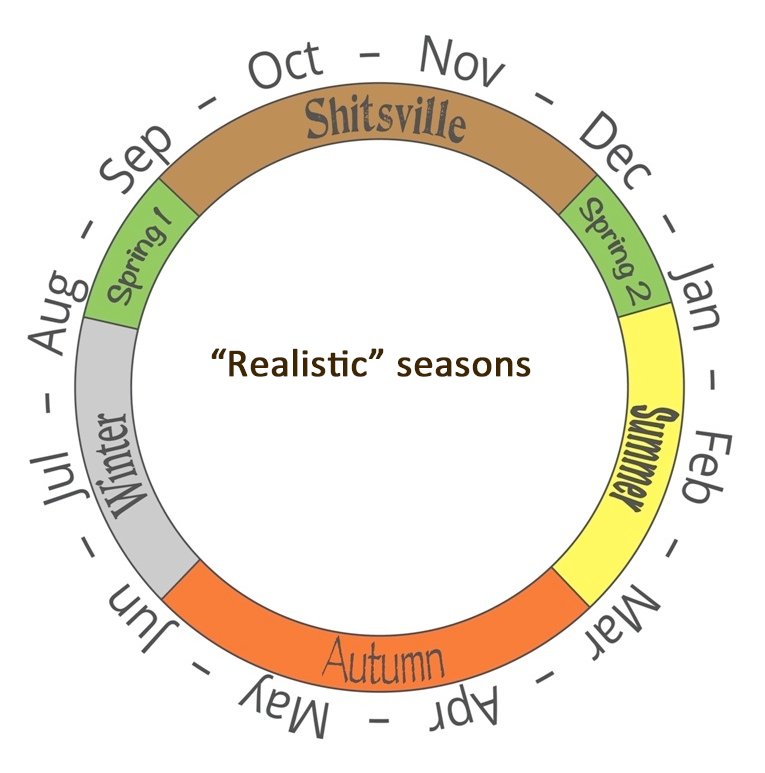 Oct – Nov – Dec – Jan – Feb – Mar – Apr – May – Jun – Jul – Aug – Sep –
Shitsville
Spring 2
Summer
Autumn
Winter
Spring 1
“Realistic” seasons